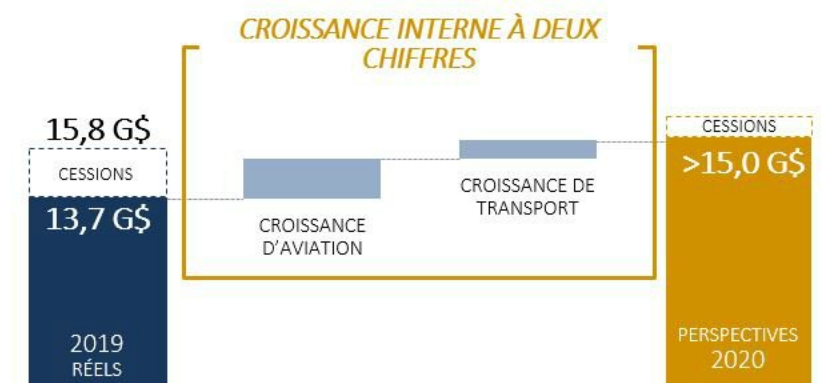 CROISSANCE INTERNE À DEUX
CHIFFRES
15,8 G$
CESSIONS
13,7 G$
2019
RÉELS
CROISSANCE
D’AVIATION
CROISSANCE DE
TRANSPORT
CESSIONS
>15,0 G$
PERSPECTIVES
2020